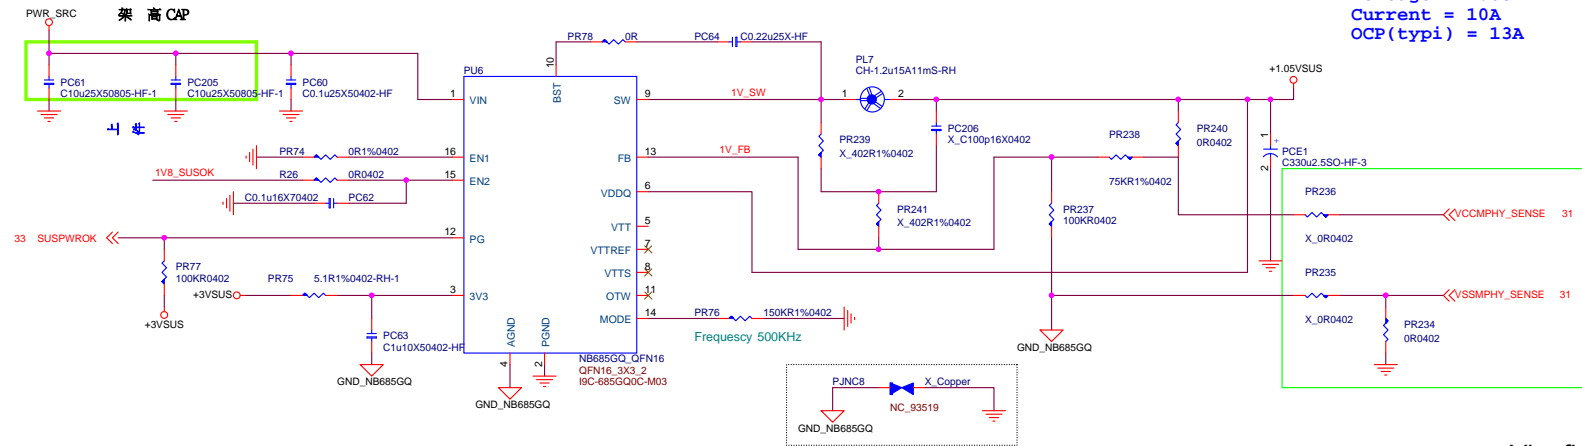 PWR_SRC
架 高 CAP
Current = 10A
OCP(typi) = 13A
PR78
0R
PC64
C0.22u25X-HF
PL7
CH-1.2u15A11mS-RH
+1.05VSUS
PC61
C10u25X50805-HF-1
PC205
C10u25X50805-HF-1
PC60
C0.1u25X50402-HF
上 件
PU6
10
BST
1
VIN
SW
9
1V_SW
1
2
PR239
X_402R1%0402
PC206
X_C100p16X0402
PR238
75KR1%0402
PR240
0R0402
1
+
2
PCE1
C330u2.5SO-HF-3
PR74
0R1%0402
16
EN1
FB
13
1V_FB
1V8_SUSOK
R26
0R0402
15
EN2
VDDQ
6
C0.1u16X70402
PC62
PR241
X_402R1%0402
PR237
100KR0402
PR236
X_0R0402
VCCMPHY_SENSE 31
VTT
5
33 SUSPWROK
12
PG
VTTREF
7
PR77
100KR0402
VTTS
8
PR75
5.1R1%0402-RH-1
+3VSUS
3
3V3
OTW
11
PR235
X_0R0402
VSSMPHY_SENSE 31
+3VSUS
MODE
14
PR76
150KR1%0402
Frequescy 500KHz
PC63
C1u10X50402-HF
AGND
PGND
4
2
GND_NB685GQ
PR234
0R0402
NB685GQ_QFN16
QFN16_3X3_2
I9C-685GQ0C-M03
GND_NB685GQ
GND_NB685GQ
PJNC8
X_Copper
NC_93519
GND_NB685GQ